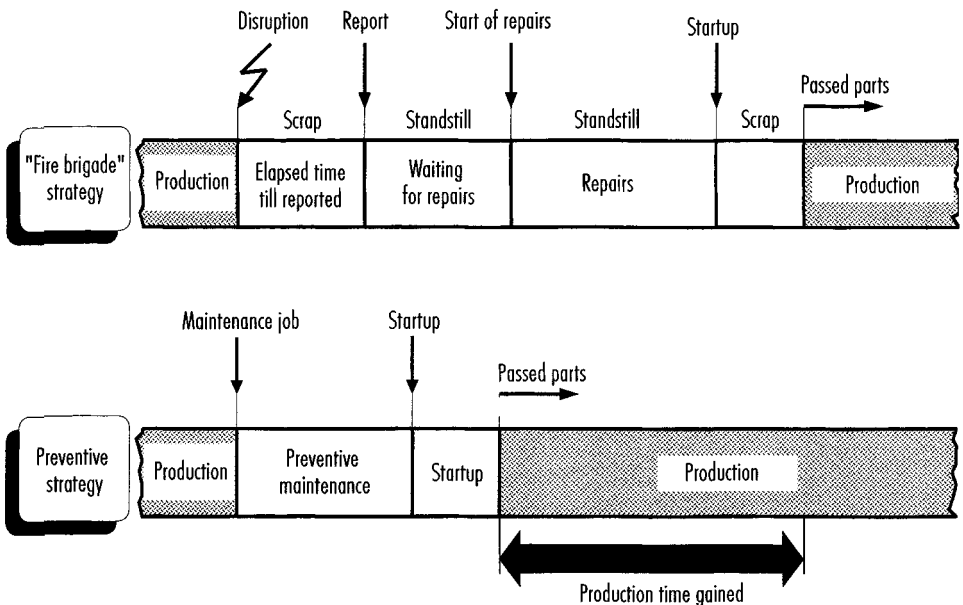 Disruption
Report
Start of repairs
Startup
Passed parts
Scrap
Standstill
Standstill
Scrap
"Fire brigade"
strategy
Production
Elapsed time
till reported
Waiting
for repairs
Repairs
Production
Maintenance job
Startup
Passed parts
Preventive
strategy
Production
Preventive
maintenance
Startup
Production
Production time gained